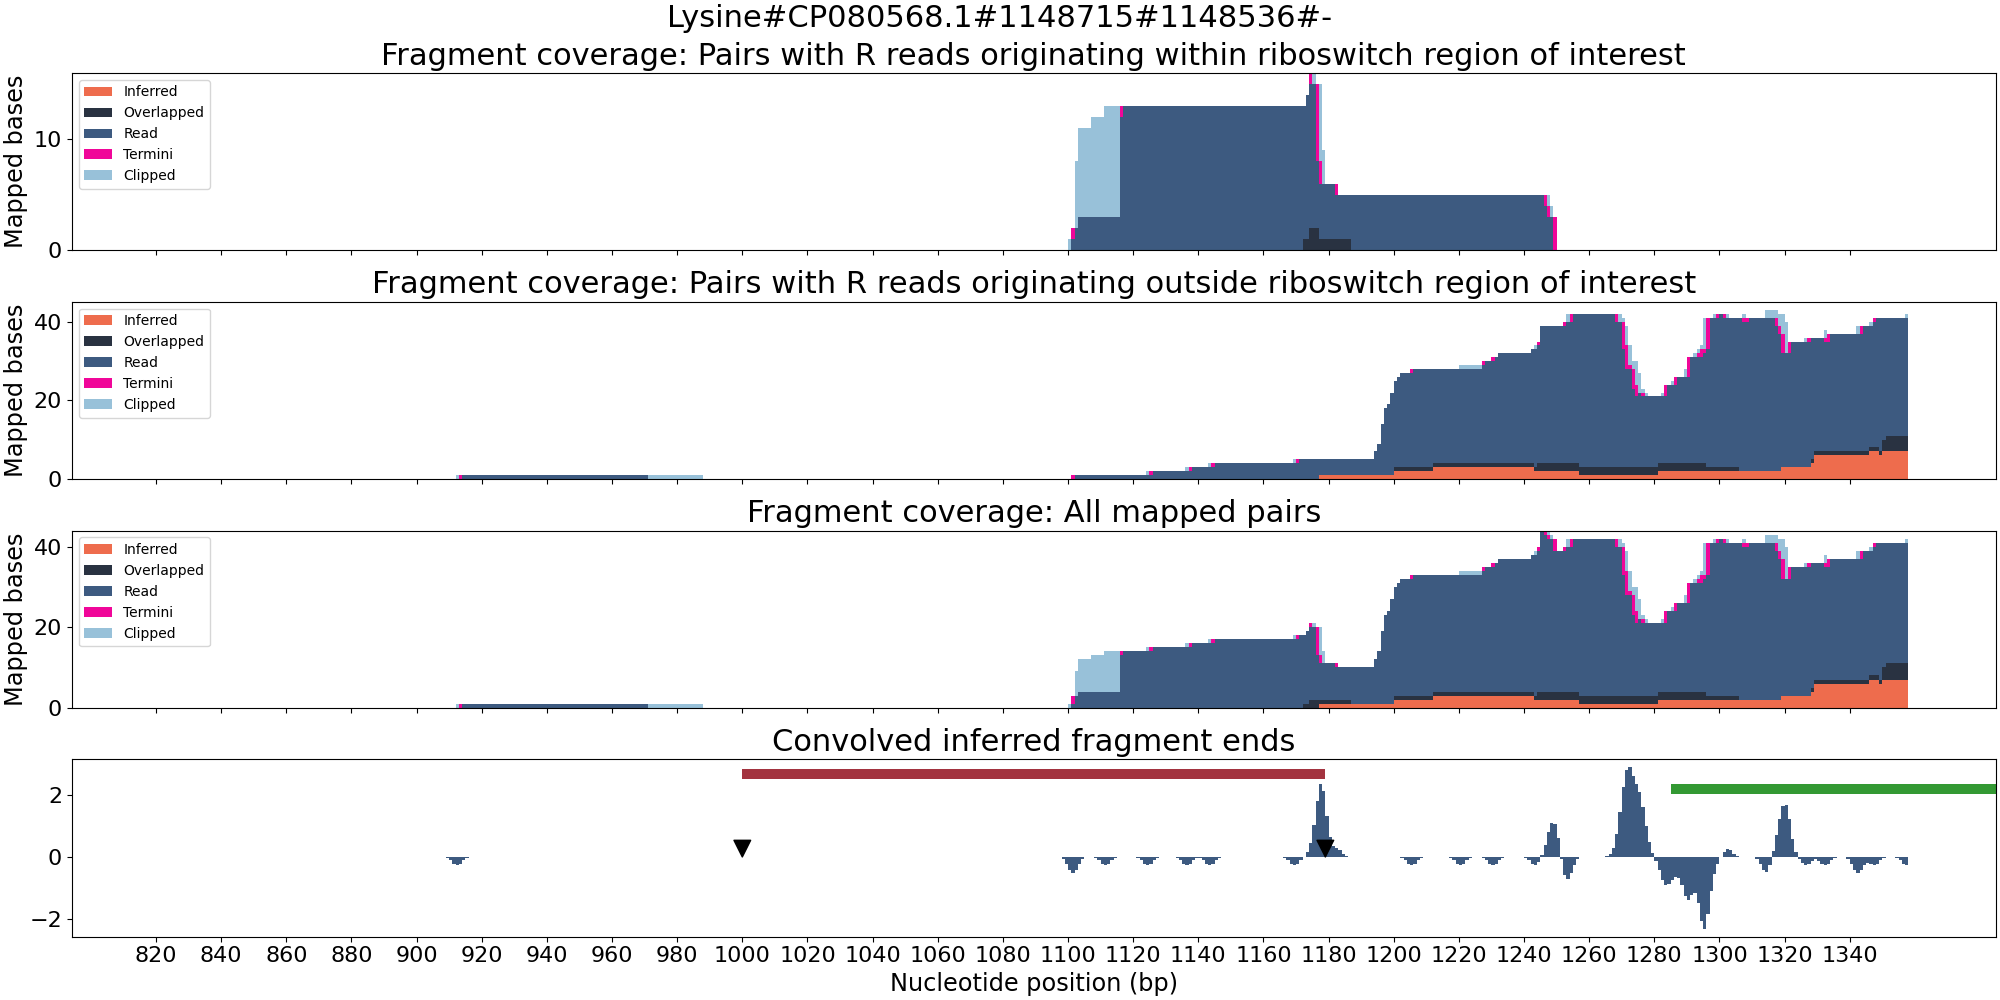 Lysine#CP080568.1#1148715#1148536#-
Fragment coverage: Pairs with R reads originating within riboswitch region of interest
Mapped bases
10
0
Inferred
Overlapped
Read
Termini
Clipped
Fragment coverage: Pairs with R reads originating outside riboswitch region of interest
Mapped bases
40
20
0
Inferred
Overlapped
Read
Termini
Clipped
Fragment coverage: All mapped pairs
Mapped bases
40
20
0
Inferred
Overlapped
Read
Termini
Clipped
Convolved inferred fragment ends
2
0
−2
820 840 860 880 900 920 940 960 980 1000 1020 1040 1060 1080 1100 1120 1140 1160 1180 1200 1220 1240 1260 1280 1300 1320 1340
Nucleotide position (bp)